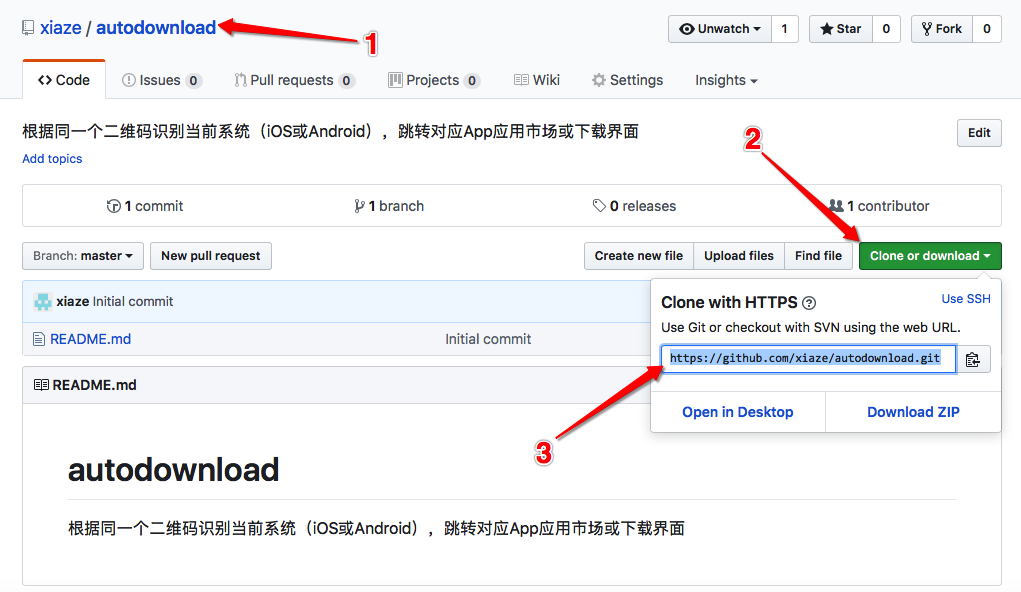 xiaze / autodownload
1
Unwatch 1
Star 0
Fork 0
Code
Issues 0
Pull requests 0
Projects 0
Wiki
Settings
Insights
根据同一个二维码识别当前系统（iOS或Android），跳转对应App应用市场或下载界面
Edit
Add topics
2
1 commit
1 branch
0 releases
1 contributor
Branch: master
New pull request
Create new file
Upload files
Find file
Clone or download
xiaze Initial commit
README.md
Initial commit
Clone with HTTPS
Use SSH
Use Git or checkout with SVN using the web URL.
https://github.com/xiaze/autodownload.git
Open in Desktop
Download ZIP
3
README.md
autodownload
根据同一个二维码识别当前系统（iOS或Android），跳转对应App应用市场或下载界面